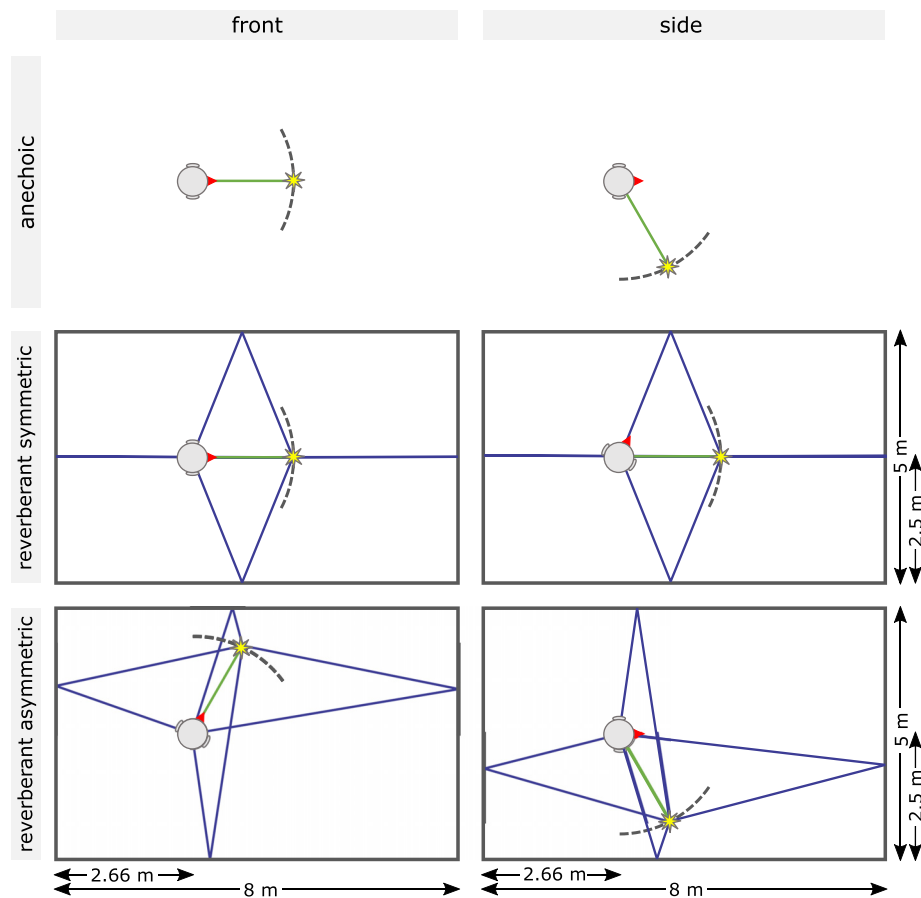 front
side
anechoic
reverberant symmetric
5 m
2.5 m
reverberant asymmetric
5 m
2.5 m
2.66 m
2.66 m
8 m
8 m